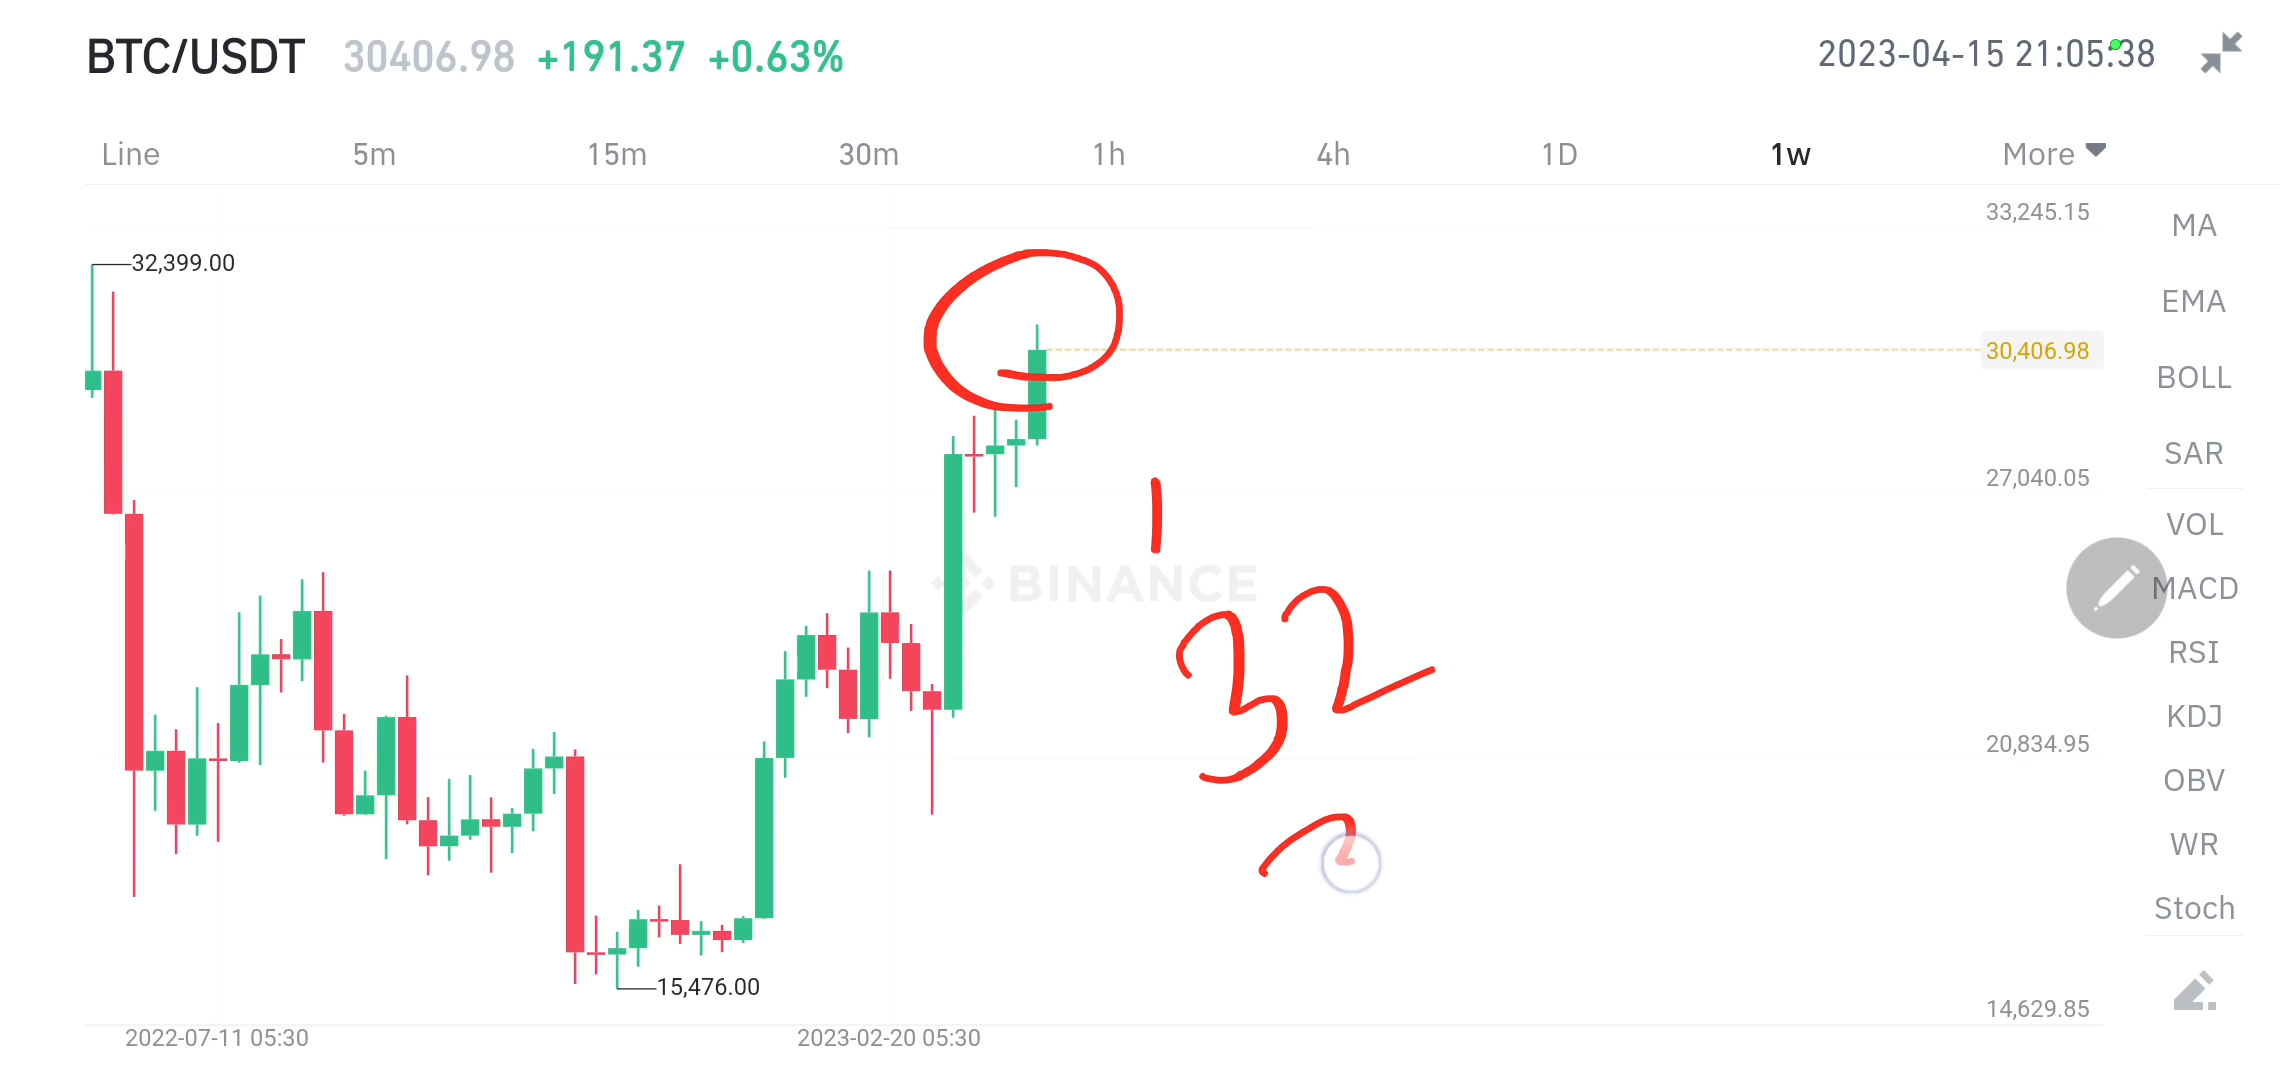 BTC/USDT 30406.98 +191.37 +0.63% 2023-04-15 21:05:38
Line 5m 15m 30m 1h 4h 1D 1w More
33,245.15
32,399.00
30,406.98
27,040.05
20,834.95
14,629.85
15,476.00
2022-07-11 05:30 2023-02-20 05:30
BINANCE
32
MA
EMA
BOLL
SAR
VOL
MACD
RSI
KDJ
OBV
WR
Stoch